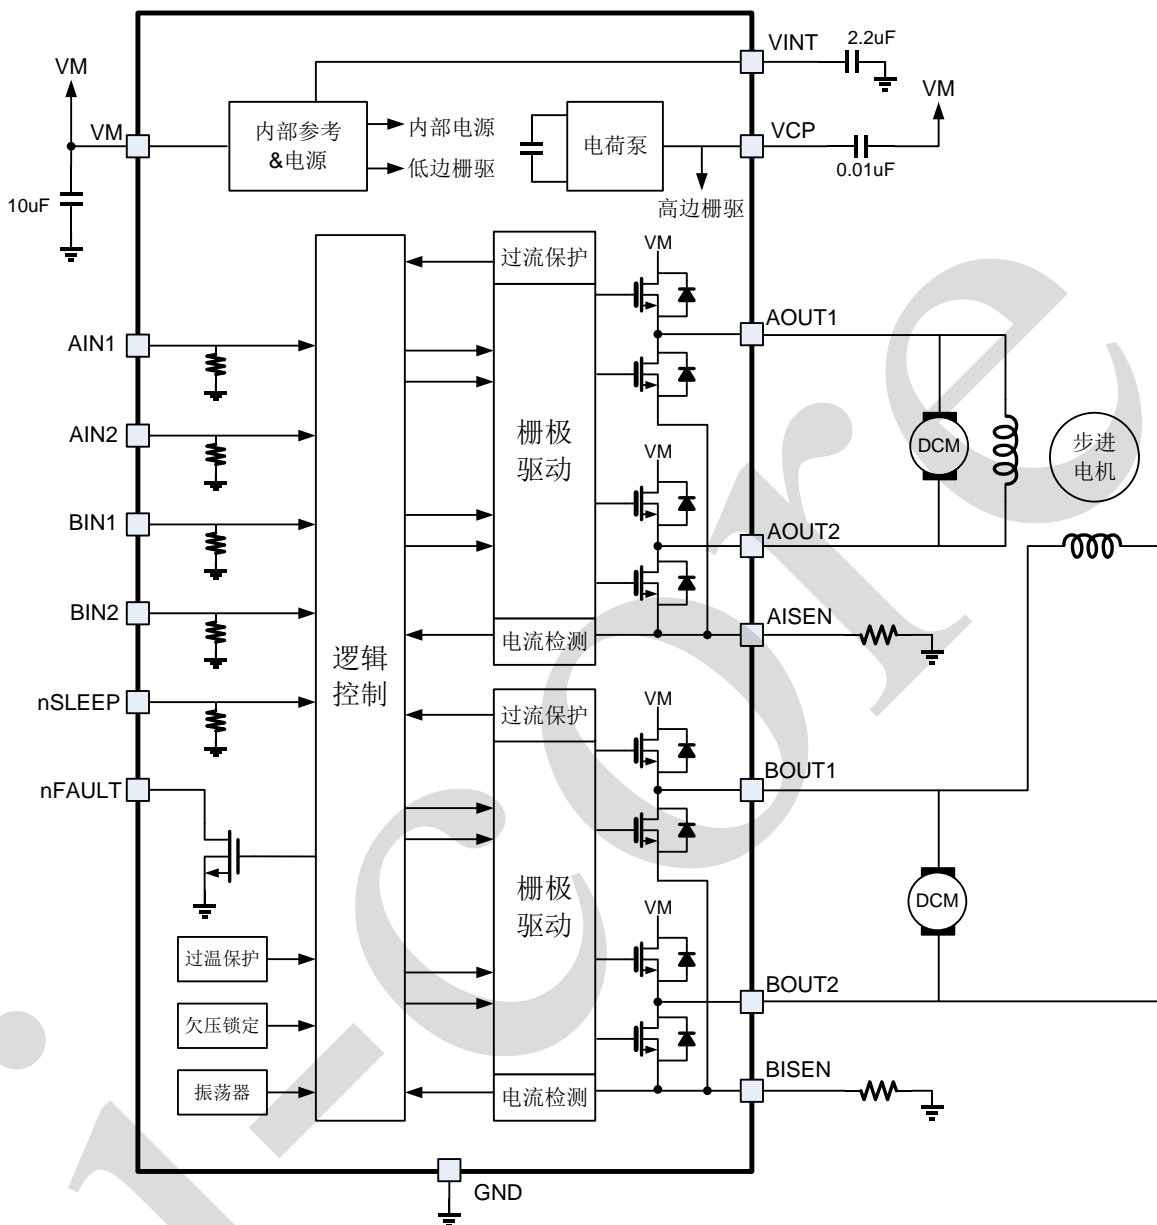 VINT
2.2uF
VM
VM
VM
VCP
0.01uF
10uF
内部参考
&电源
内部电源
低边栅驱
电荷泵
高边栅驱
过流保护
VM
AIN1
AOUT1
AIN2
栅极
驱动
VM
DCM
步进
电机
BIN1
AOUT2
BIN2
AISEN
电流检测
逻辑
控制
nSLEEP
过流保护
VM
nFAULT
BOUT1
栅极
驱动
VM
DCM
过温保护
BOUT2
欠压锁定
振荡器
电流检测
BISEN
GND
i-core